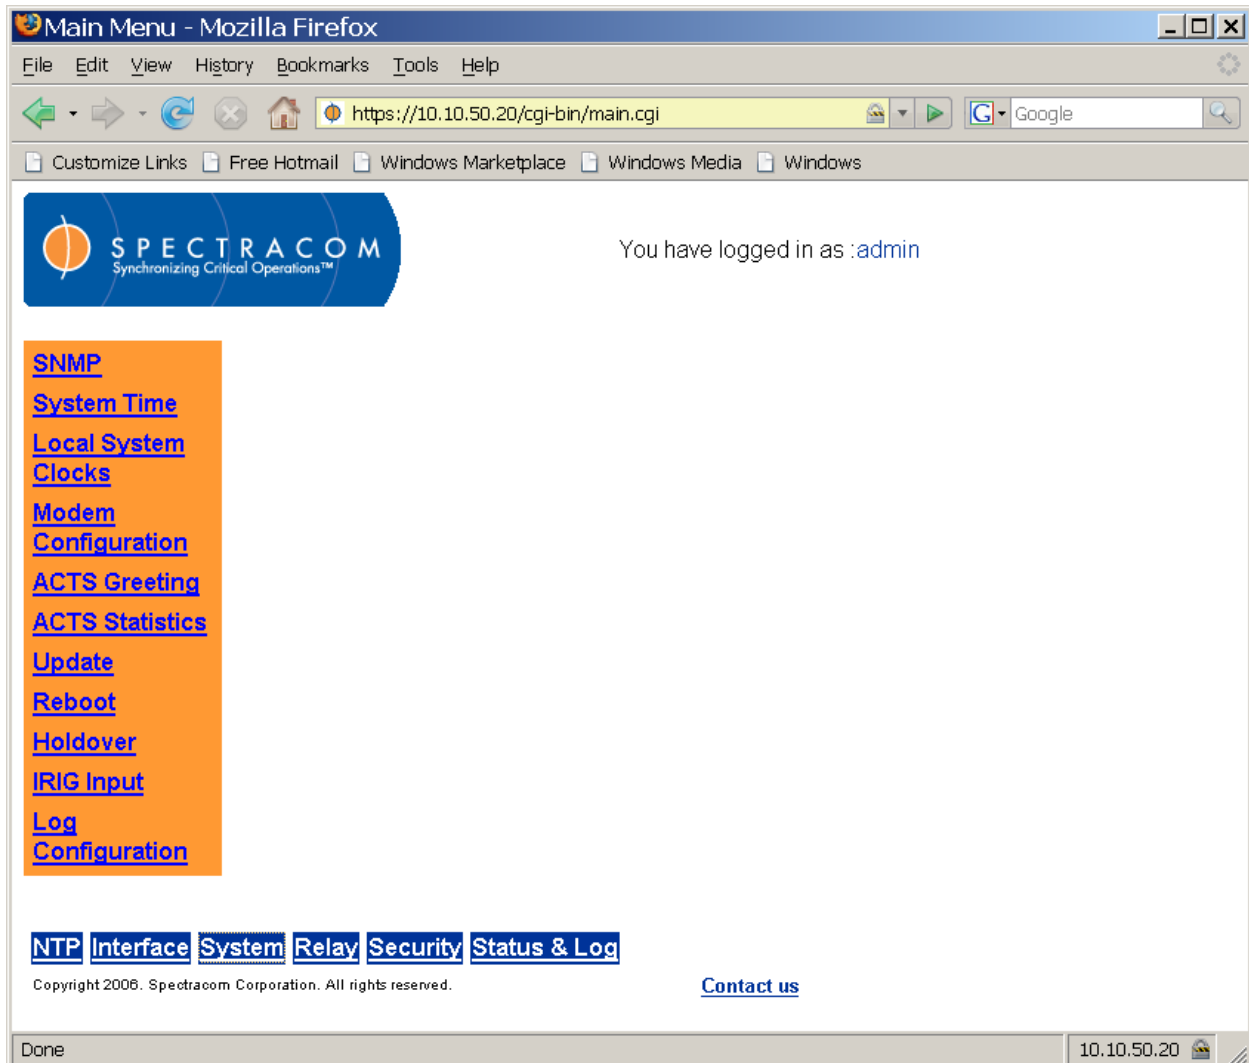 Main Menu - Mozilla Firefox
File Edit View History Bookmarks Tools Help
https://10.10.50.20/cgi-bin/main.cgi G Google
Customize Links Free Hotmail Windows Marketplace Windows Media Windows
SPECTRACOM
Synchronizing Critical Operations™
You have logged in as :admin
SNMP
System Time
Local System
Clocks
Modem
Configuration
ACTS Greeting
ACTS Statistics
Update
Reboot
Holdover
IRIG Input
Log
Configuration
NTP Interface System Relay Security Status & Log
Copyright 2006. Spectracom Corporation. All rights reserved. Contact us
Done 10.10.50.20